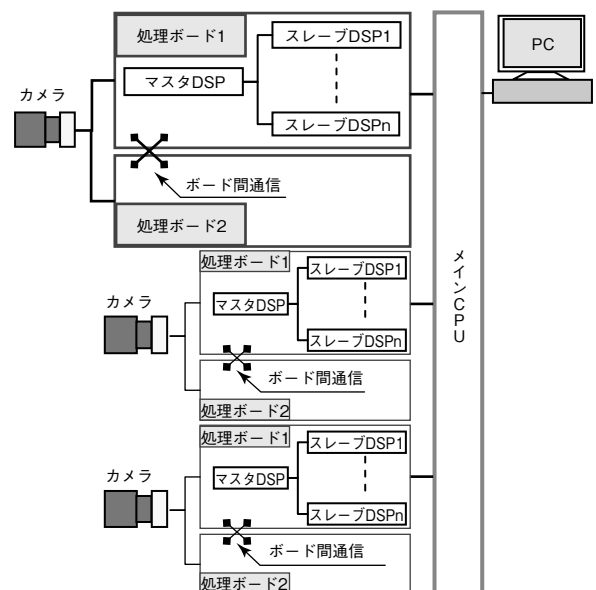 処理ボード1
スレーブDSP1
PC
マスタDSP
カメラ
スレーブDSPn
ボード間通信
処理ボード2
メインCPU
処理ボード1
スレーブDSP1
カメラ
マスタDSP
スレーブDSPn
ボード間通信
処理ボード2
処理ボード1
スレーブDSP1
カメラ
マスタDSP
スレーブDSPn
ボード間通信
処理ボード2